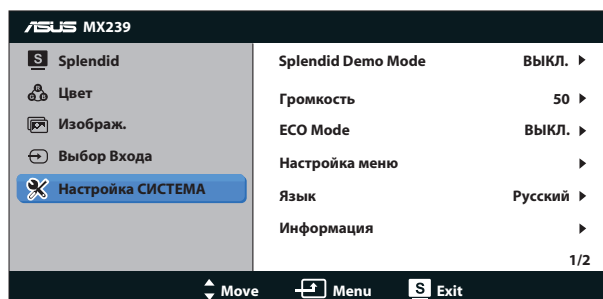 ASUS MX239
S Splendid
Цвет
Изображ.
Выбор Входа
Настройка СИСТЕМА
Splendid Demo Mode ВЫКЛ.
Громкость 50
ECO Mode ВЫКЛ.
Настройка меню
Язык Русский
Информация
1/2
Move Menu S Exit